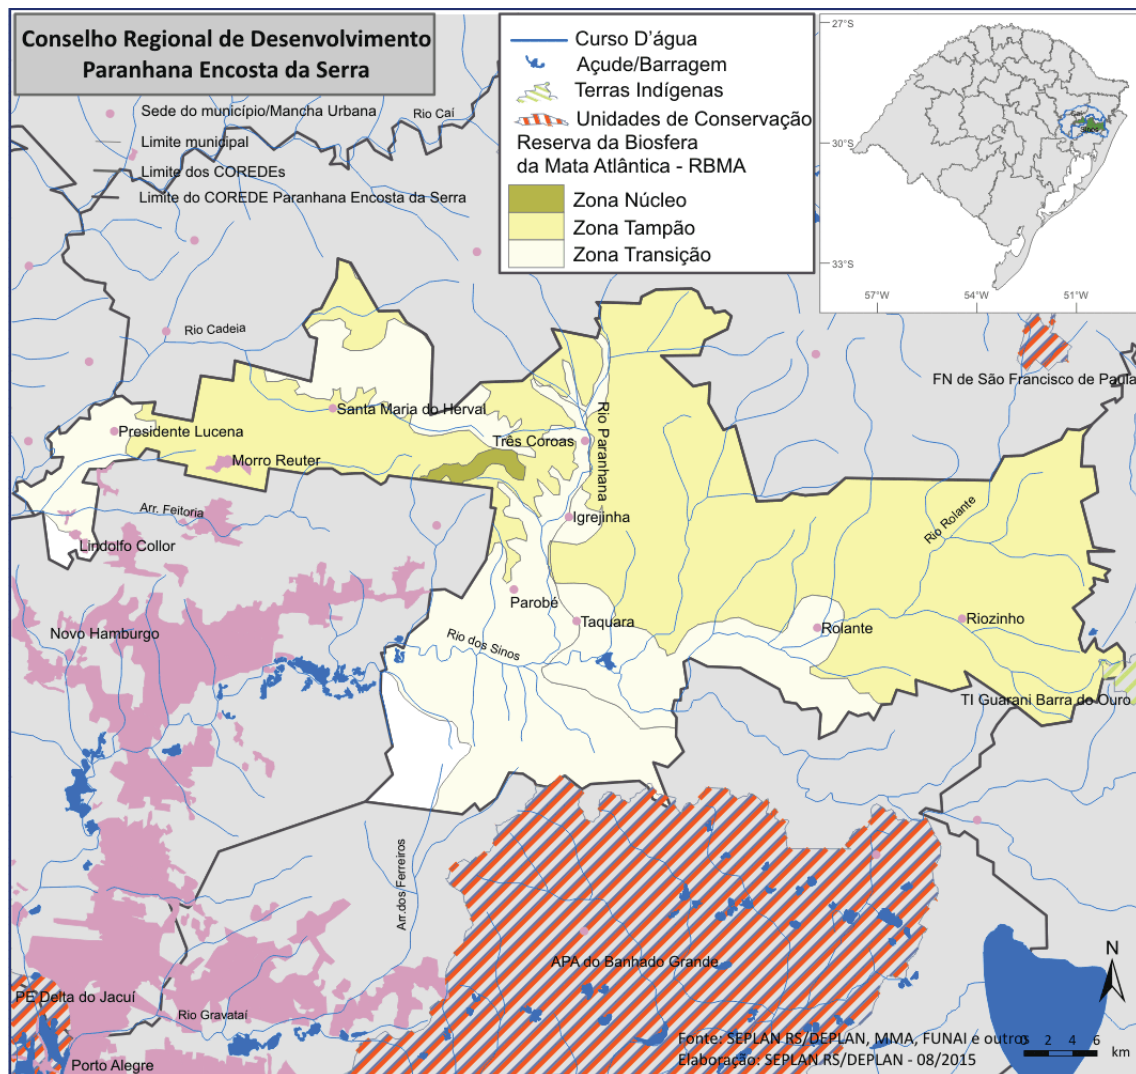 Conselho Regional de Desenvolvimento
Paranhana Encosta da Serra
Sede do município/Mancha Urbana
Limite municipal
Limite dos COREDEs
Limite do COREDE Paranhana Encosta da Serra
Curso D'água
Açude/Barragem
Terras Indígenas
Unidades de Conservação
Reserva da Biosfera
da Mata Atlântica - RBMA
Zona Núcleo
Zona Tampão
Zona Transição
27°S
30°S
33°S
57°W
54°W
51°W
Caí
Sinos
Rio Caí
Rio Cadeia
FN de São Francisco de Paula
Santa Maria do Herval
Presidente Lucena
Três Coroas
Rio Paranhana
Morro Reuter
Arr. Feitoria
Igrejinha
Rio Rolante
Lindolfo Collor
Parobé
Taquara
Rolante
Riozinho
Novo Hamburgo
Rio dos Sinos
TI Guarani Barra do Ouro
Arr.dos Ferreiros
APA do Banhado Grande
PE Delta do Jacuí
Rio Gravataí
Porto Alegre
N
Fonte: SEPLAN RS/DEPLAN, MMA, FUNAI e outros
Elaboração: SEPLAN RS/DEPLAN - 08/2015
0 2 4 6
km